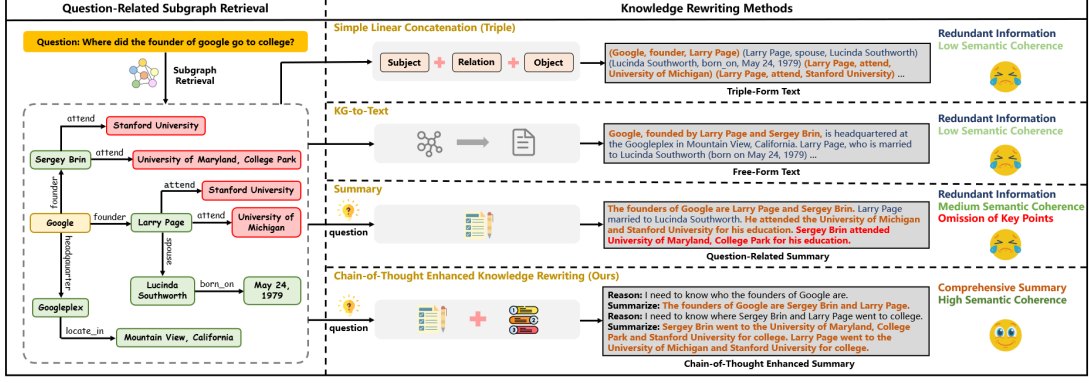 Question-Related Subgraph Retrieval
Question: Where did the founder of google go to college?
Subgraph
Retrieval
attend
Stanford University
Sergey Brin
attend
University of Maryland, College Park
founder
attend
Stanford University
Google
founder
Larry Page
attend
University of
Michigan
headquarter
spouse
Lucinda
Southworth
born_on
May 24,
1979
Googleplex
locate_in
Mountain View, California
Knowledge Rewriting Methods
Simple Linear Concatenation (Triple)
Subject
Relation
Object
(Google, founder, Larry Page) (Larry Page, spouse, Lucinda Southworth)
(Lucinda Southworth, born_on, May 24, 1979) (Larry Page, attend,
University of Michigan) (Larry Page, attend, Stanford University) ...
Triple-Form Text
Redundant Information
Low Semantic Coherence
KG-to-Text
Google, founded by Larry Page and Sergey Brin, is headquartered at
the Googleplex in Mountain View, California. Larry Page, who is married
to Lucinda Southworth (born on May 24, 1979) ...
Free-Form Text
Redundant Information
Low Semantic Coherence
Summary
question
The founders of Google are Larry Page and Sergey Brin. Larry Page
married to Lucinda Southworth. He attended the University of Michigan
and Stanford University for his education. Sergey Brin attended
University of Maryland, College Park for his education.
Question-Related Summary
Redundant Information
Medium Semantic Coherence
Omission of Key Points
Chain-of-Thought Enhanced Knowledge Rewriting (Ours)
question
1
2
3
Reason: I need to know who the founders of Google are.
Summarize: The founders of Google are Sergey Brin and Larry Page.
Reason: I need to know where Sergey Brin and Larry Page went to college.
Summarize: Sergey Brin went to the University of Maryland, College
Park and Stanford University for college. Larry Page went to the
University of Michigan and Stanford University for college.
Chain-of-Thought Enhanced Summary
Comprehensive Summary
High Semantic Coherence